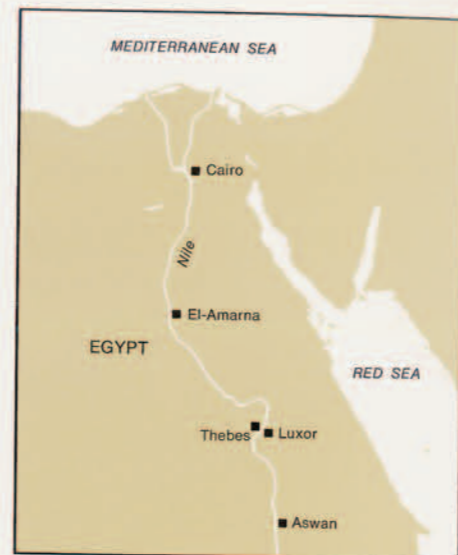 MEDITERRANEAN SEA
Cairo
Nile
El-Amarna
EGYPT
RED SEA
Thebes
Luxor
Aswan